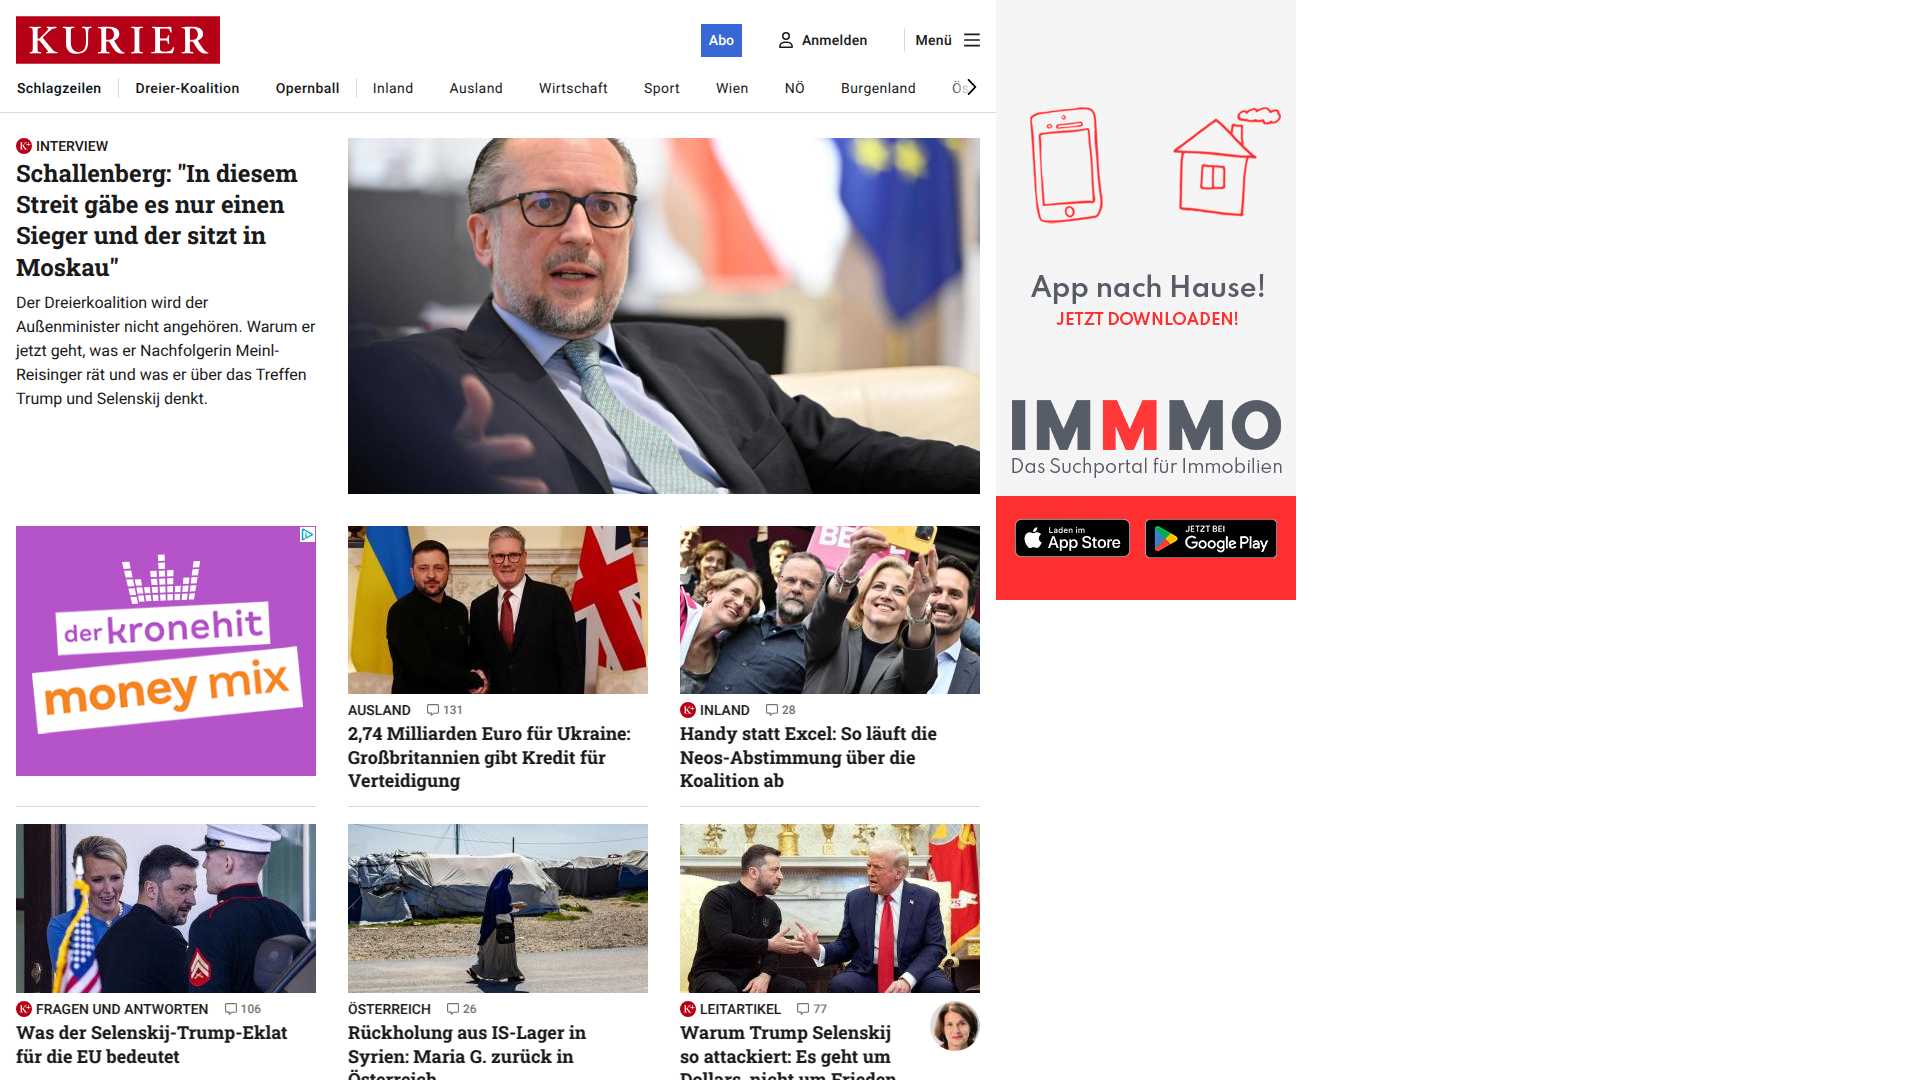 KURIER
Abo
Anmelden
Menü
Schlagzeilen
Dreier-Koalition
Opernball
Inland
Ausland
Wirtschaft
Sport
Wien
NÖ
Burgenland
K+ INTERVIEW
Schallenberg: "In diesem
Streit gäbe es nur einen
Sieger und der sitzt in
Moskau"
Der Dreierkoalition wird der
Außenminister nicht angehören. Warum er
jetzt geht, was er Nachfolgerin Meinl-
Reisinger rät und was er über das Treffen
Trump und Selenskij denkt.
App nach Hause!
JETZT DOWNLOADEN!
IMMMO
Das Suchportal für Immobilien
Laden im
App Store
JETZT BEI
Google Play
der kronehit
money mix
AUSLAND 131
2,74 Milliarden Euro für Ukraine:
Großbritannien gibt Kredit für
Verteidigung
K+ INLAND 28
Handy statt Excel: So läuft die
Neos-Abstimmung über die
Koalition ab
K+ FRAGEN UND ANTWORTEN 106
Was der Selenskij-Trump-Eklat
für die EU bedeutet
ÖSTERREICH 26
Rückholung aus IS-Lager in
Syrien: Maria G. zurück in
Österreich
K+ LEITARTIKEL 77
Warum Trump Selenskij
so attackiert: Es geht um
Dollars, nicht um Frieden